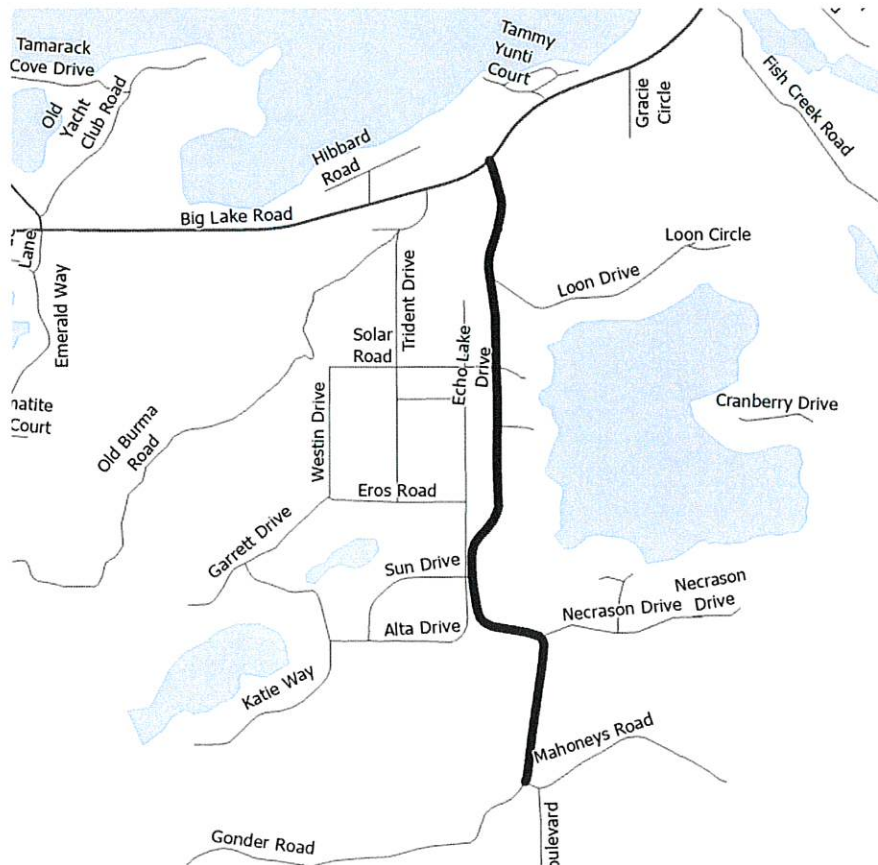 Tammy
Yunti
Court
Tamarack
Cove Drive
Old
Yacht
Club Road
Gracie
Circle
Fish Creek Road
Hibbard
Road
Big Lake Road
Lane
Emerald Way
Loon Circle
Loon Drive
Trident Drive
Solar
Road
Echo Lake
Drive
Westin Drive
Court
Cranberry Drive
Old Burma
Road
Eros Road
Garrett Drive
Sun Drive
Necrason Drive
Necrason
Drive
Alta Drive
Katie Way
Mahoneys Road
Gonder Road
oulevard